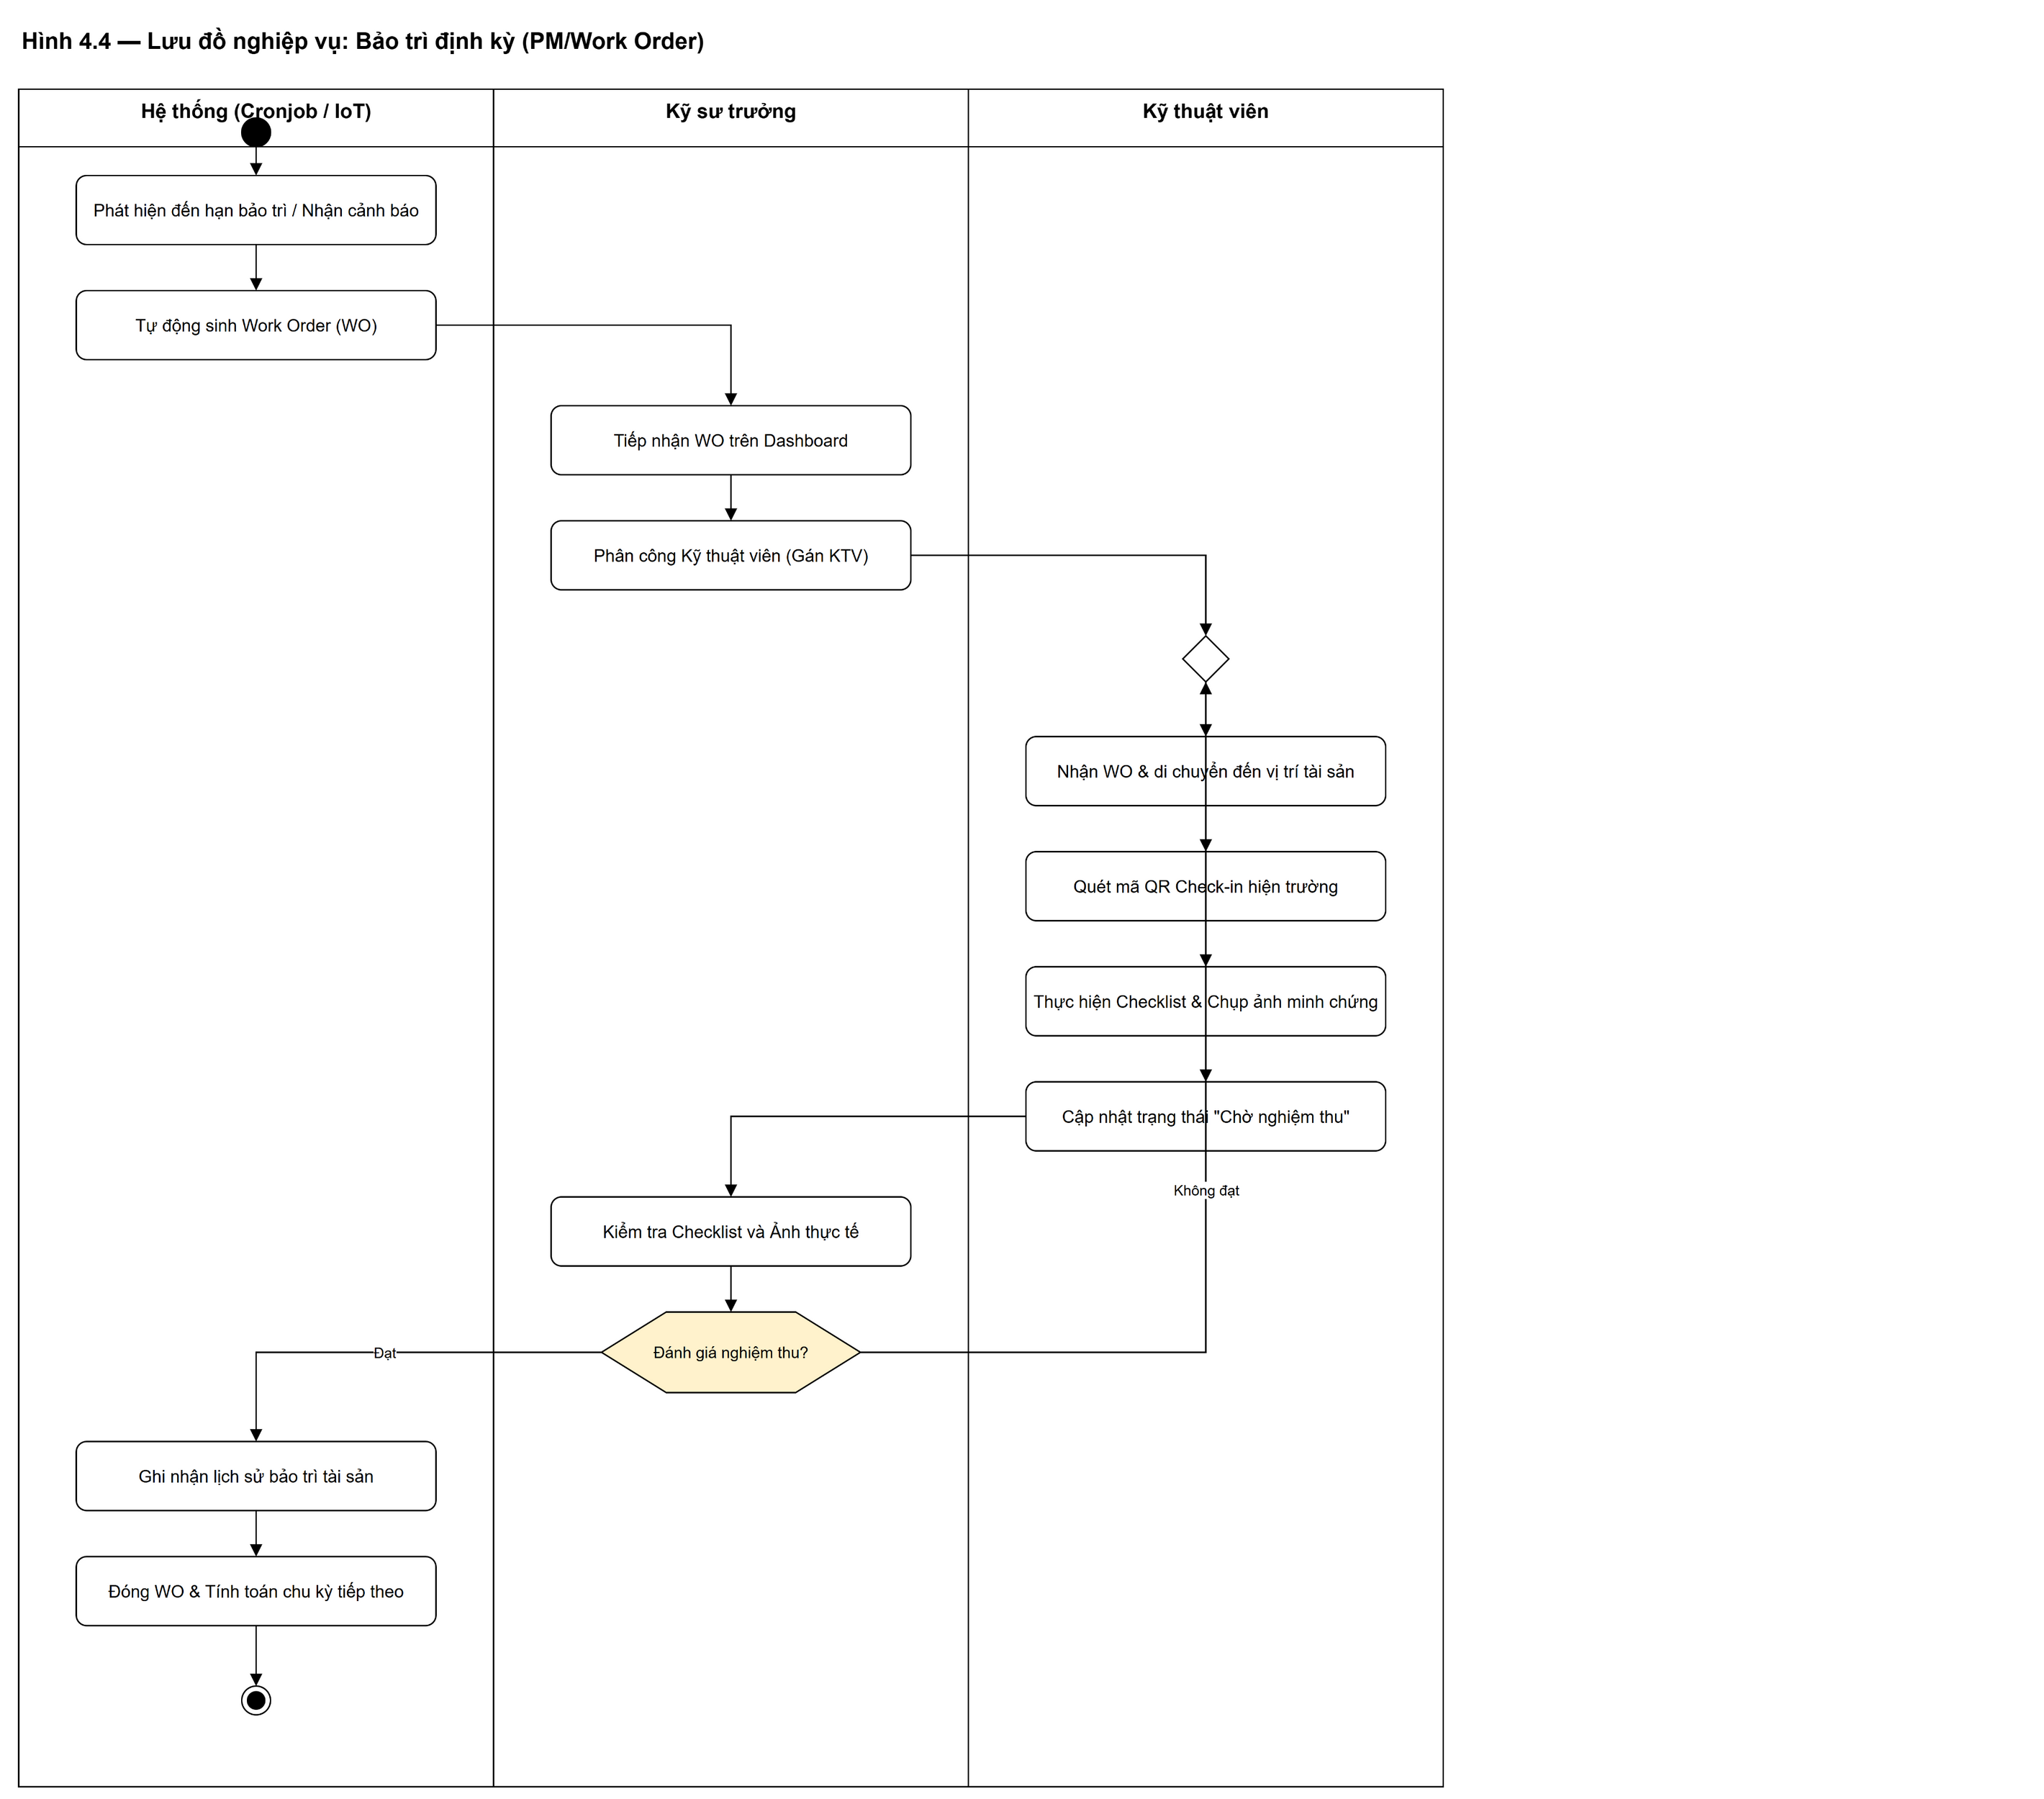 Hình 4.4 — Lưu đồ nghiệp vụ: Bảo trì định kỳ (PM/Work Order)
Hệ thống (Cronjob / IoT)
Kỹ sư trưởng
Kỹ thuật viên
Phát hiện đến hạn bảo trì / Nhận cảnh báo
Tự động sinh Work Order (WO)
Tiếp nhận WO trên Dashboard
Phân công Kỹ thuật viên (Gán KTV)
Nhận WO & di chuyển đến vị trí tài sản
Quét mã QR Check-in hiện trường
Thực hiện Checklist & Chụp ảnh minh chứng
Cập nhật trạng thái "Chờ nghiệm thu"
Không đạt
Kiểm tra Checklist và Ảnh thực tế
Đánh giá nghiệm thu?
Đạt
Ghi nhận lịch sử bảo trì tài sản
Đóng WO & Tính toán chu kỳ tiếp theo